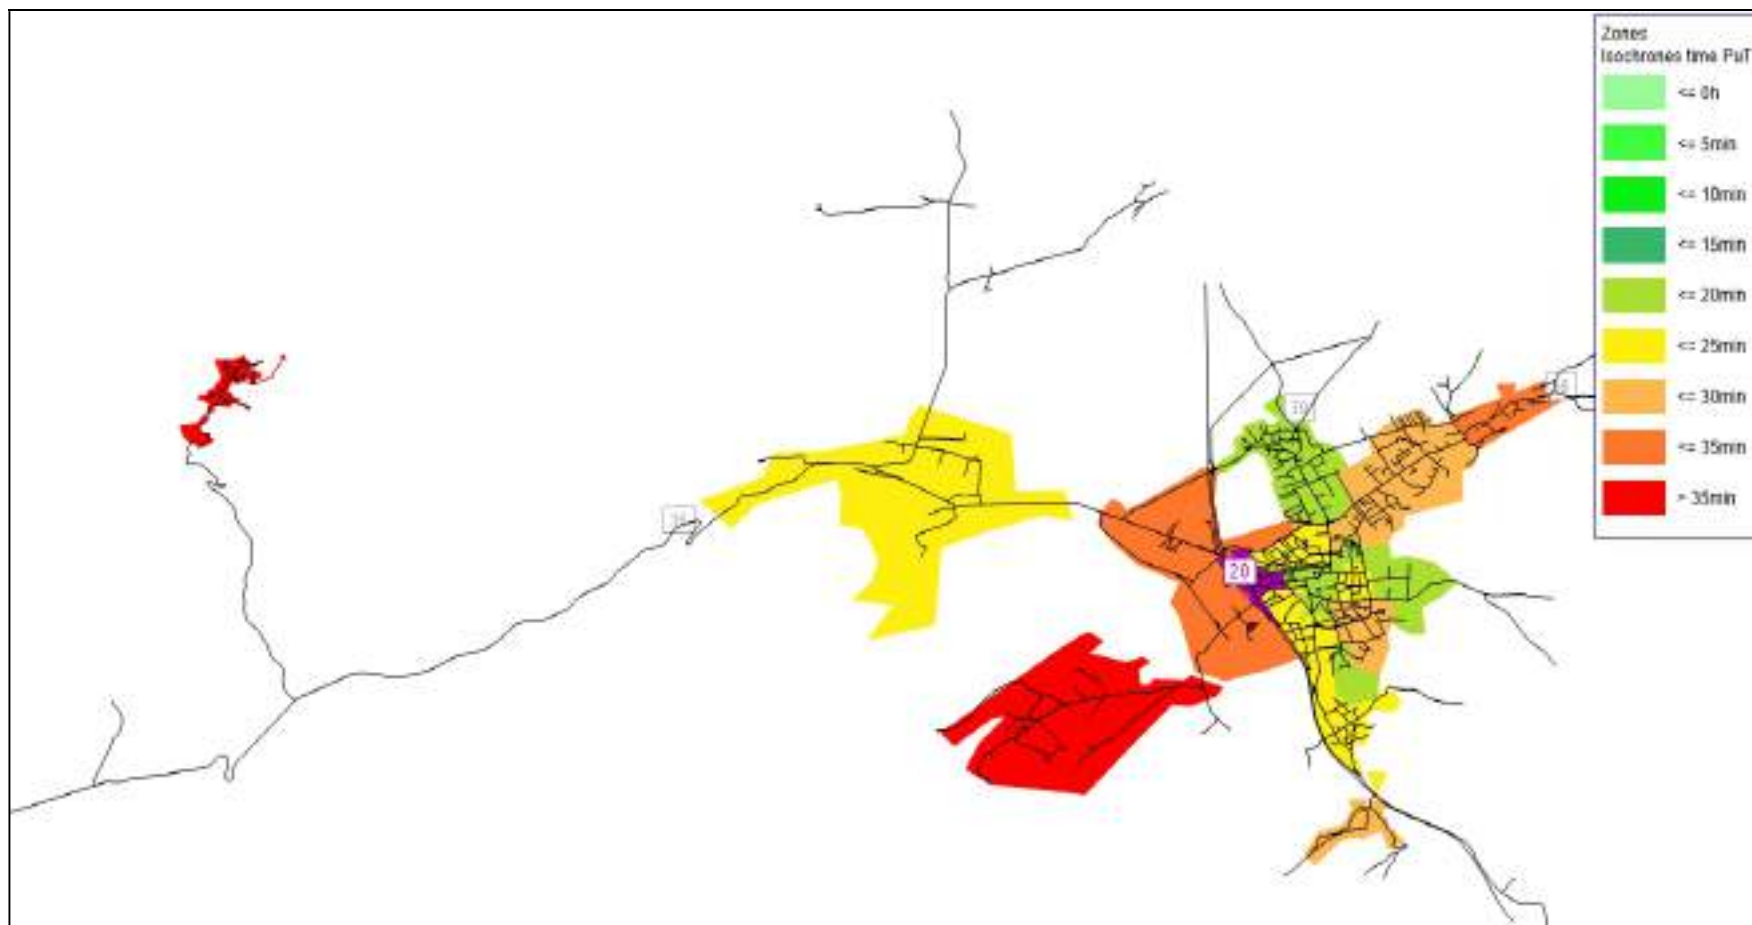 Zones
Isochrones time PuT
<= 0h
<= 5min
<= 10min
<= 15min
<= 20min
<= 25min
<= 30min
<= 35min
> 35min
20